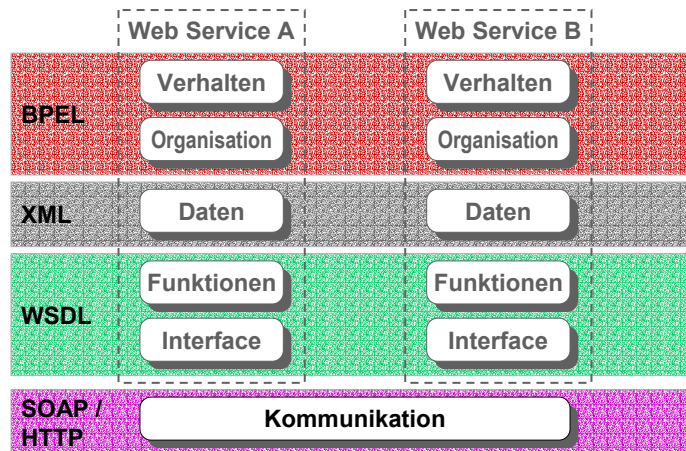 Web Service A Web Service B
Verhalten Verhalten
BPEL
Organisation Organisation
XML Daten Daten
Funktionen Funktionen
WSDL
Interface Interface
SOAP / 
HTTP
Kommunikation